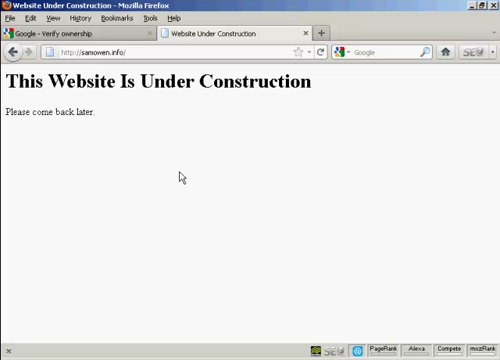 Website Under Construction - Mozilla Firefox
File Edit View History Bookmarks Tools Help
Google - Verify ownership
Website Under Construction
http://samowen.info/
Google
This Website Is Under Construction
Please come back later.
PageRank Alexa Compete mozRank